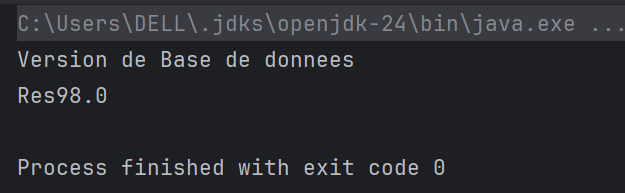 C:\Users\DELL\.jdks\openjdk-24\bin\java.exe ...
Version de Base de donnees
Res98.0
Process finished with exit code 0